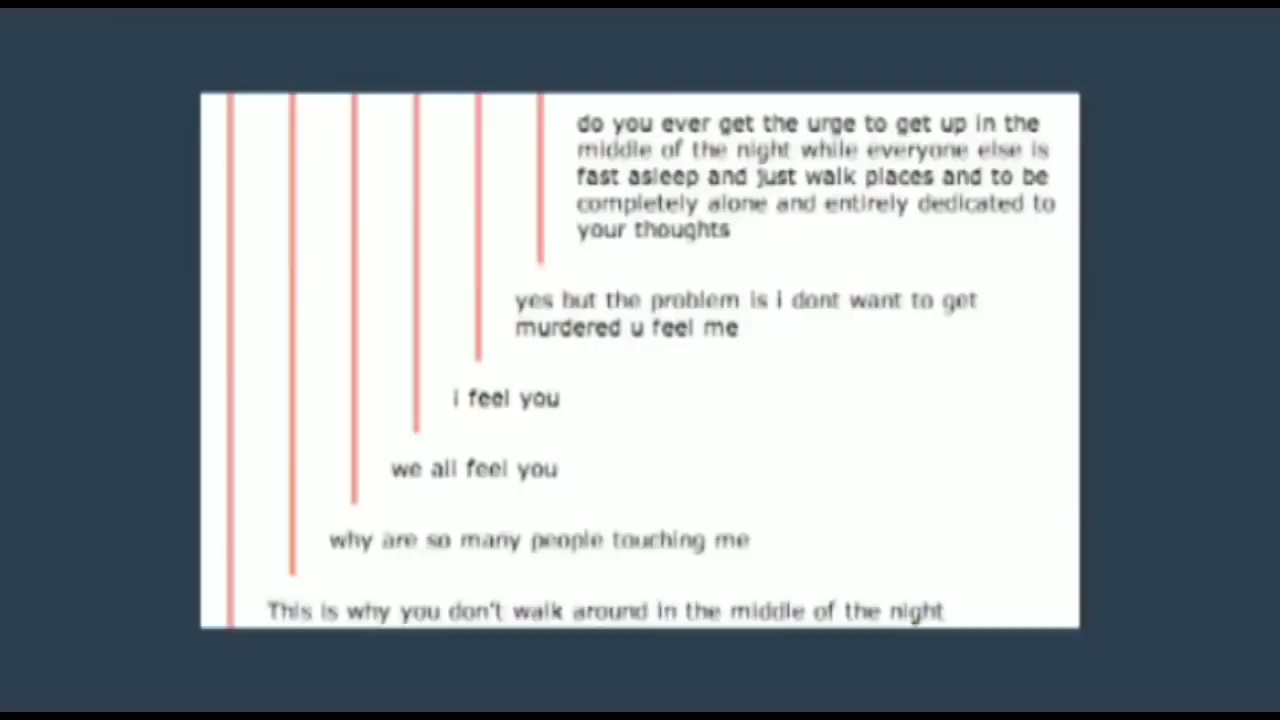 do you ever get the urge to get up in the
middle of the night while everyone else is
fast asleep and just walk places and to be
completely alone and entirely dedicated to
your thoughts
yes but the problem is i dont want to get
murdered u feel me
i feel you
we all feel you
why are so many people touching me
This is why you don't walk around in the middle of the night